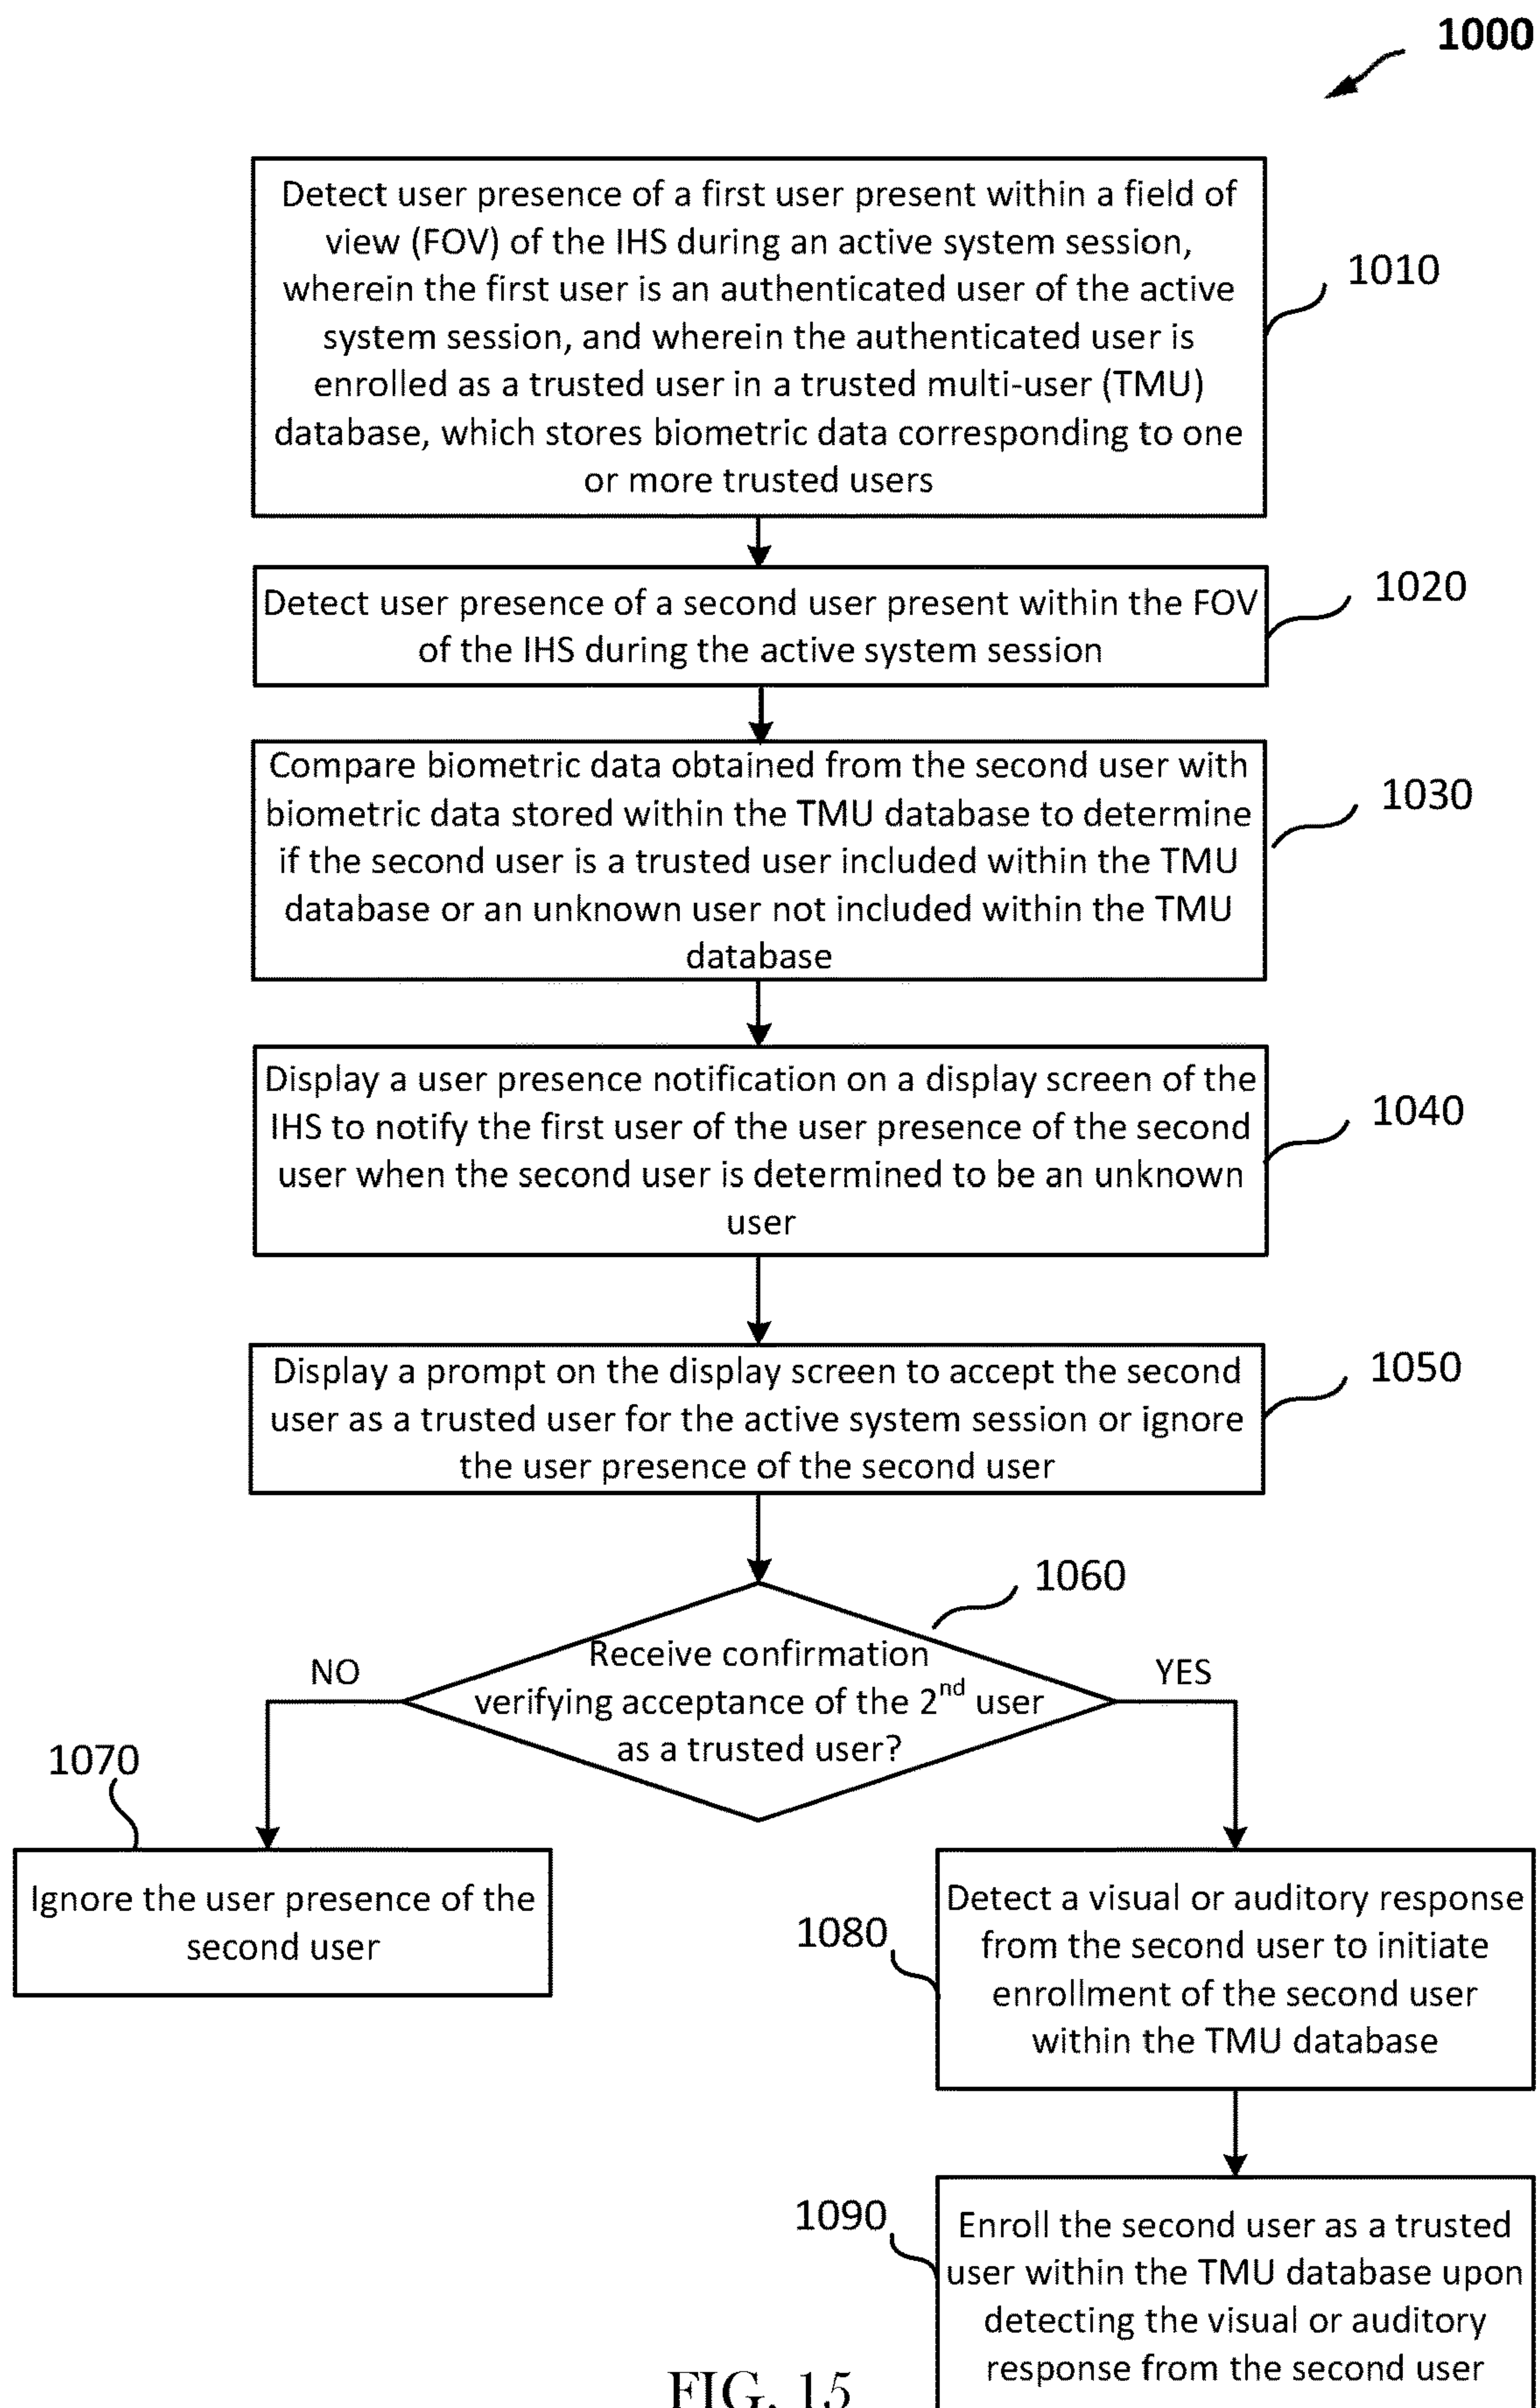 1000
Detect user presence of a first user present within a field of
view (FOV) of the IHS during an active system session,
wherein the first user is an authenticated user of the active
system session, and wherein the authenticated user is
enrolled as a trusted user in a trusted multi-user (TMU)
database, which stores biometric data corresponding to one
or more trusted users
1010
Detect user presence of a second user present within the FOV
of the IHS during the active system session
1020
Compare biometric data obtained from the second user with
biometric data stored within the TMU database to determine
if the second user is a trusted user included within the TMU
database or an unknown user not included within the TMU
database
1030
Display a user presence notification on a display screen of the
IHS to notify the first user of the user presence of the second
user when the second user is determined to be an unknown
user
1040
Display a prompt on the display screen to accept the second
user as a trusted user for the active system session or ignore
the user presence of the second user
1050
1060
Receive confirmation
verifying acceptance of the 2nd user
as a trusted user?
NO
YES
1070
Ignore the user presence of the
second user
1080
Detect a visual or auditory response
from the second user to initiate
enrollment of the second user
within the TMU database
1090
Enroll the second user as a trusted
user within the TMU database upon
detecting the visual or auditory
response from the second user
FIG. 15